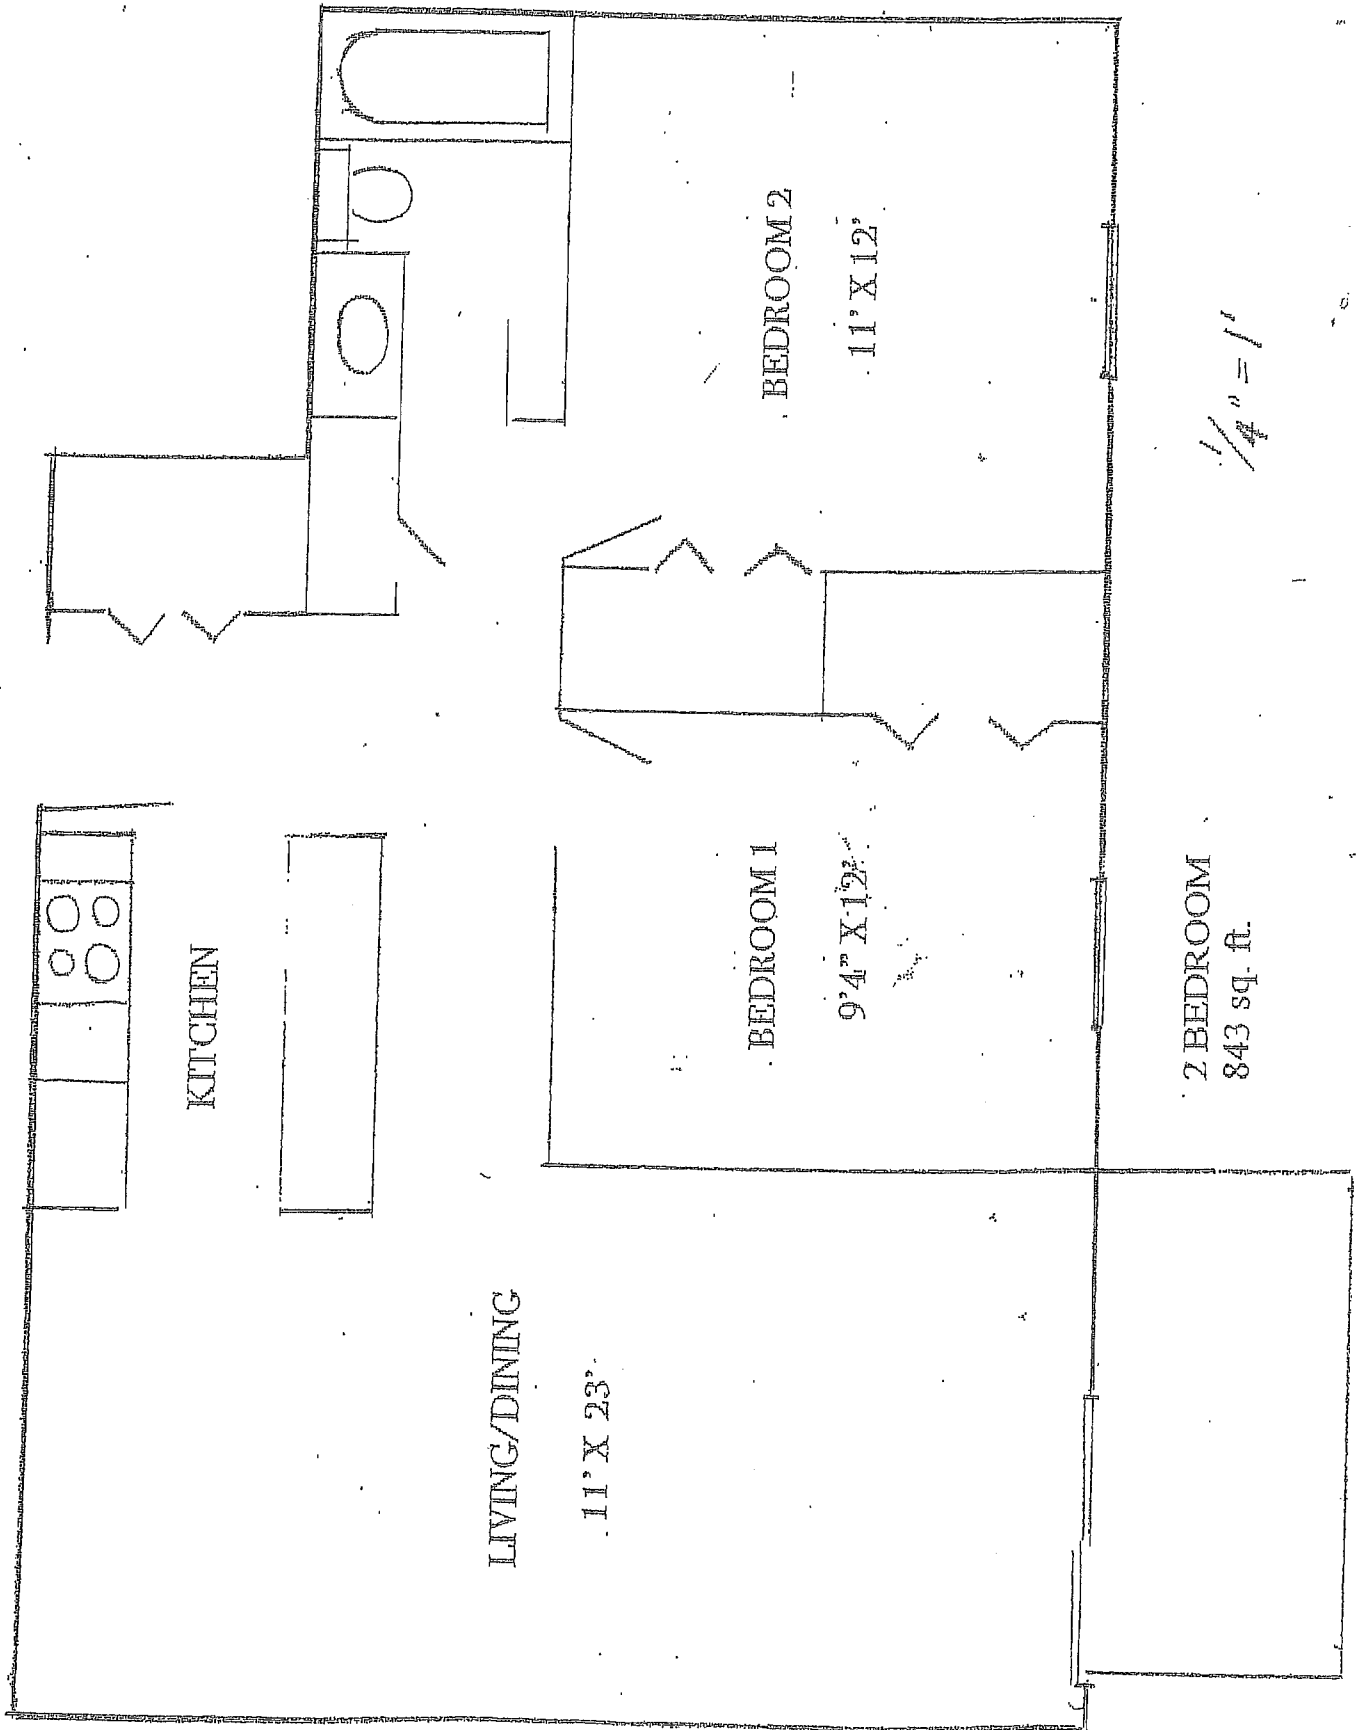 KITCHEN
LIVING/DINING
11' X 23'
BEDROOM 1
9'4" X 12'
BEDROOM 2
11' X 12'
2 BEDROOM
843 sq. ft.
1/4" = 1'